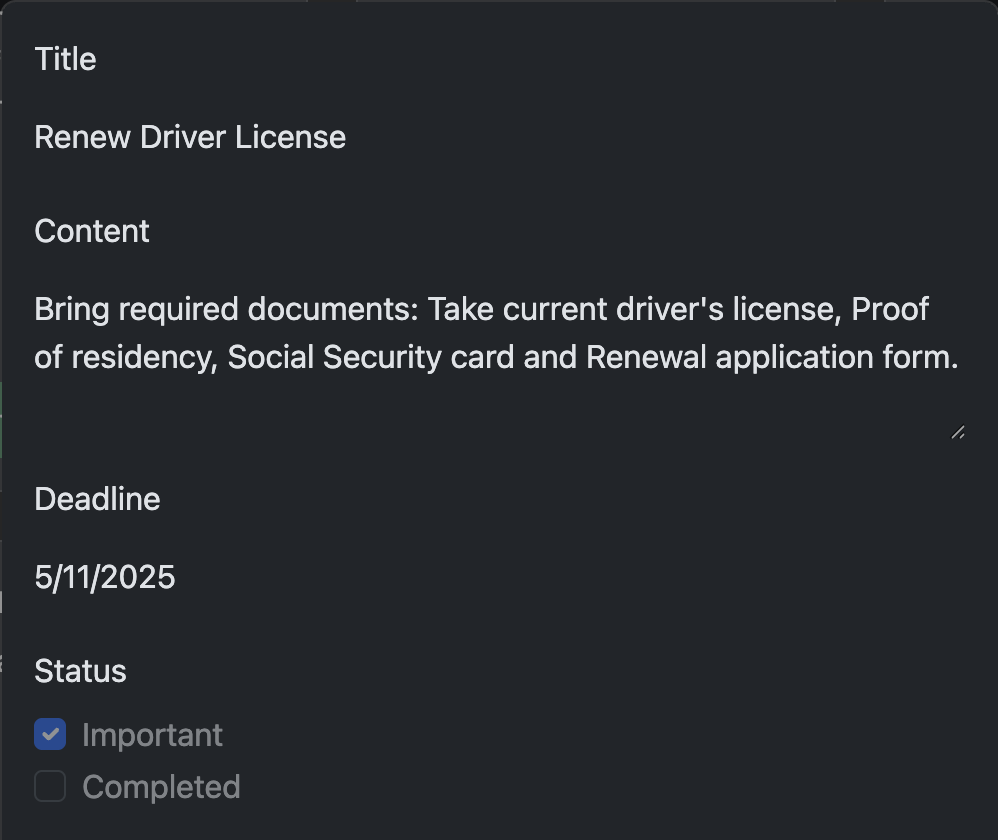 Title
Renew Driver License
Content
Bring required documents: Take current driver's license, Proof
of residency, Social Security card and Renewal application form.
Deadline
5/11/2025
Status
Important
Completed